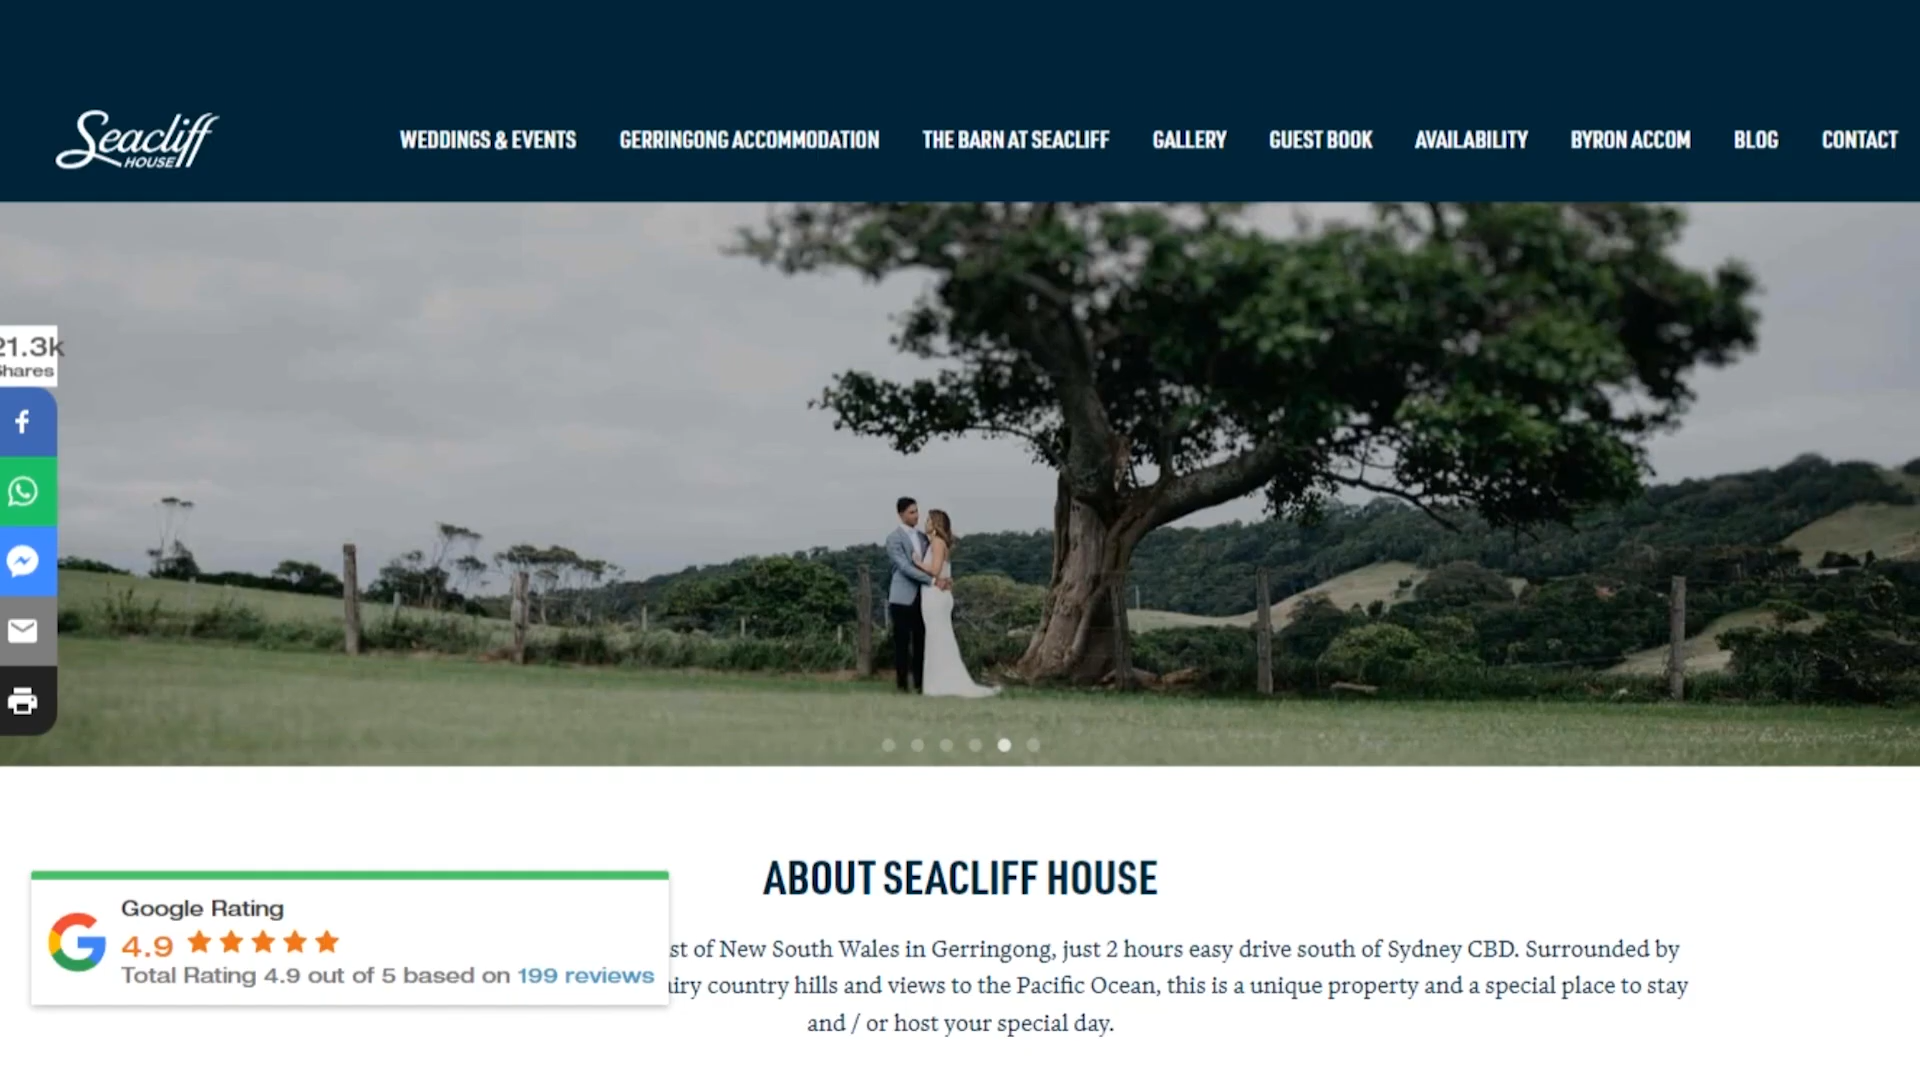 Seacliff
HOUSE
WEDDINGS & EVENTS
GERRINGONG ACCOMMODATION
THE BARN AT SEACLIFF
GALLERY
GUEST BOOK
AVAILABILITY
BYRON ACCOM
BLOG
CONTACT
21.3k
Shares
ABOUT SEACLIFF HOUSE
Google Rating
4.9
Total Rating 4.9 out of 5 based on 199 reviews
of New South Wales in Gerringong, just 2 hours easy drive south of Sydney CBD. Surrounded by
country hills and views to the Pacific Ocean, this is a unique property and a special place to stay
and / or host your special day.